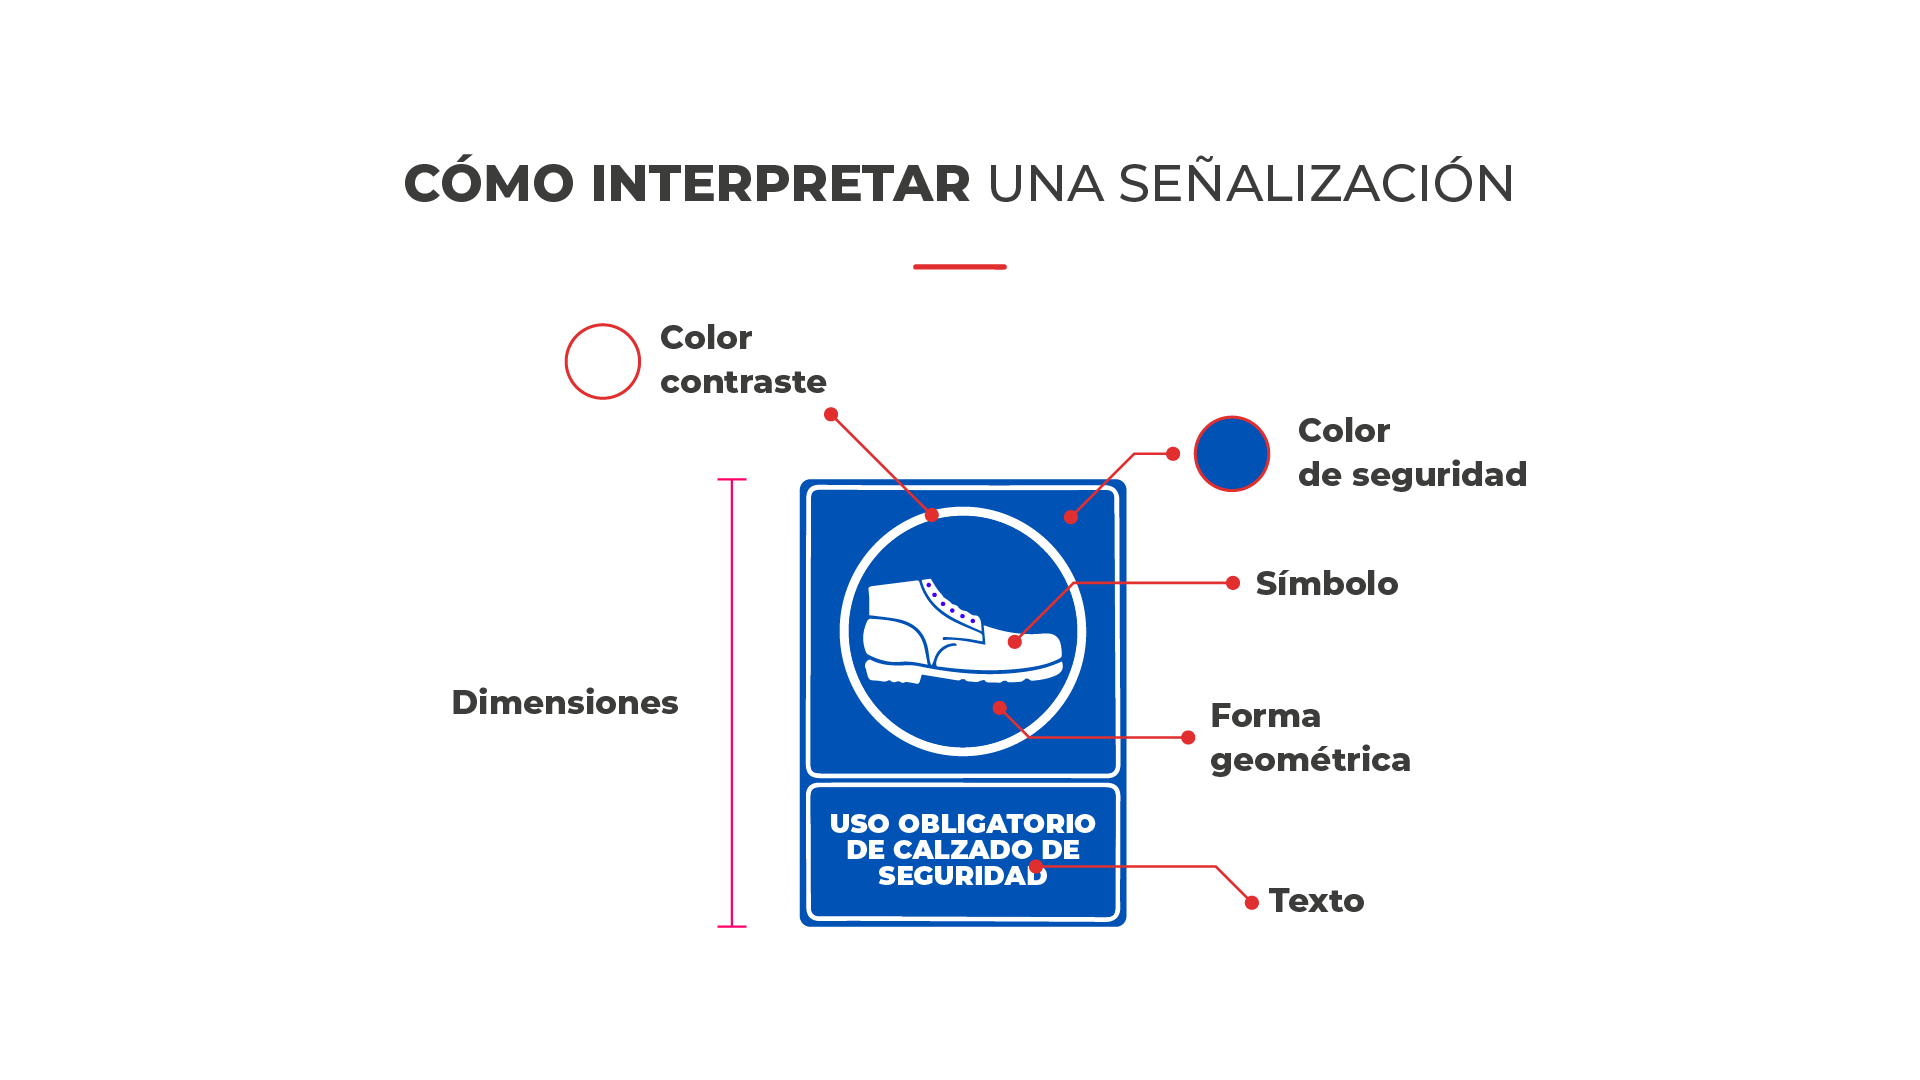 CÓMO INTERPRETAR UNA SEÑALIZACIÓN
Color
contraste
Color
de seguridad
Símbolo
Dimensiones
Forma
geométrica
USO OBLIGATORIO
DE CALZADO DE
SEGURIDAD
Texto